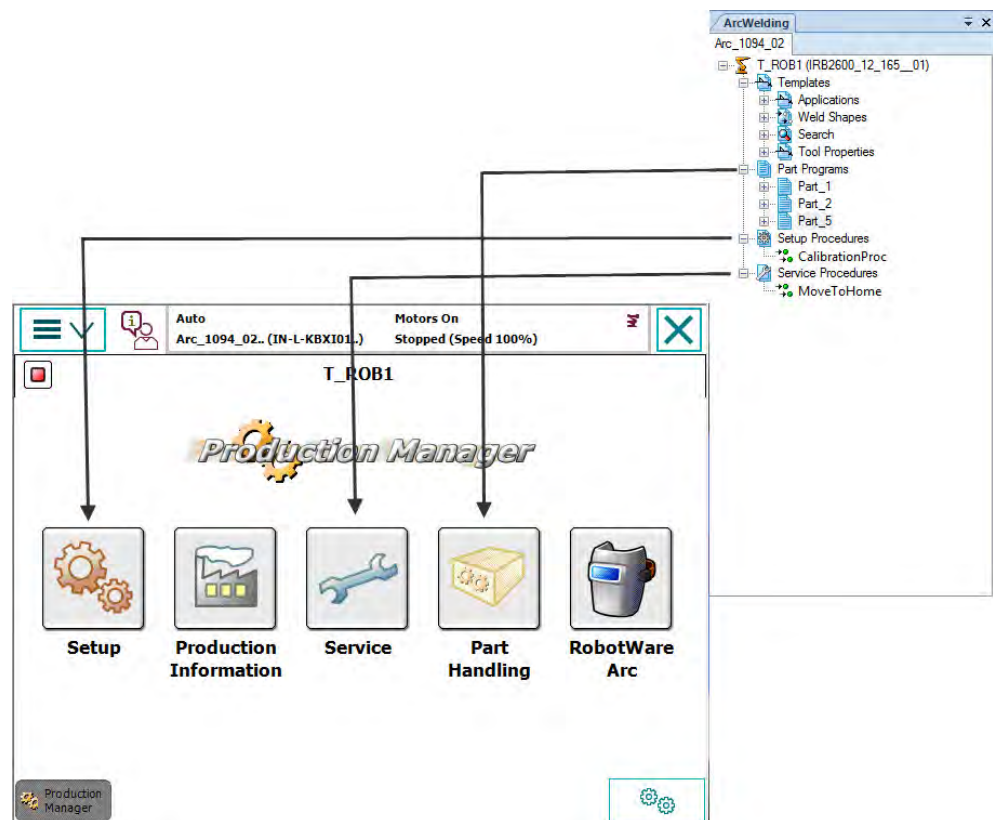 ArcWelding
Arc_1094_02
T_ROB1 (IRB2600_12_165__01)
Templates
Applications
Weld Shapes
Search
Tool Properties
Part Programs
Part_1
Part_2
Part_5
Setup Procedures
CalibrationProc
Service Procedures
MoveToHome
Auto
Arc_1094_02.. (IN-L-KBXI01..)
Motors On
Stopped (Speed 100%)
T_ROB1
Production Manager
Setup
Production
Information
Service
Part
Handling
RobotWare
Arc
Production
Manager